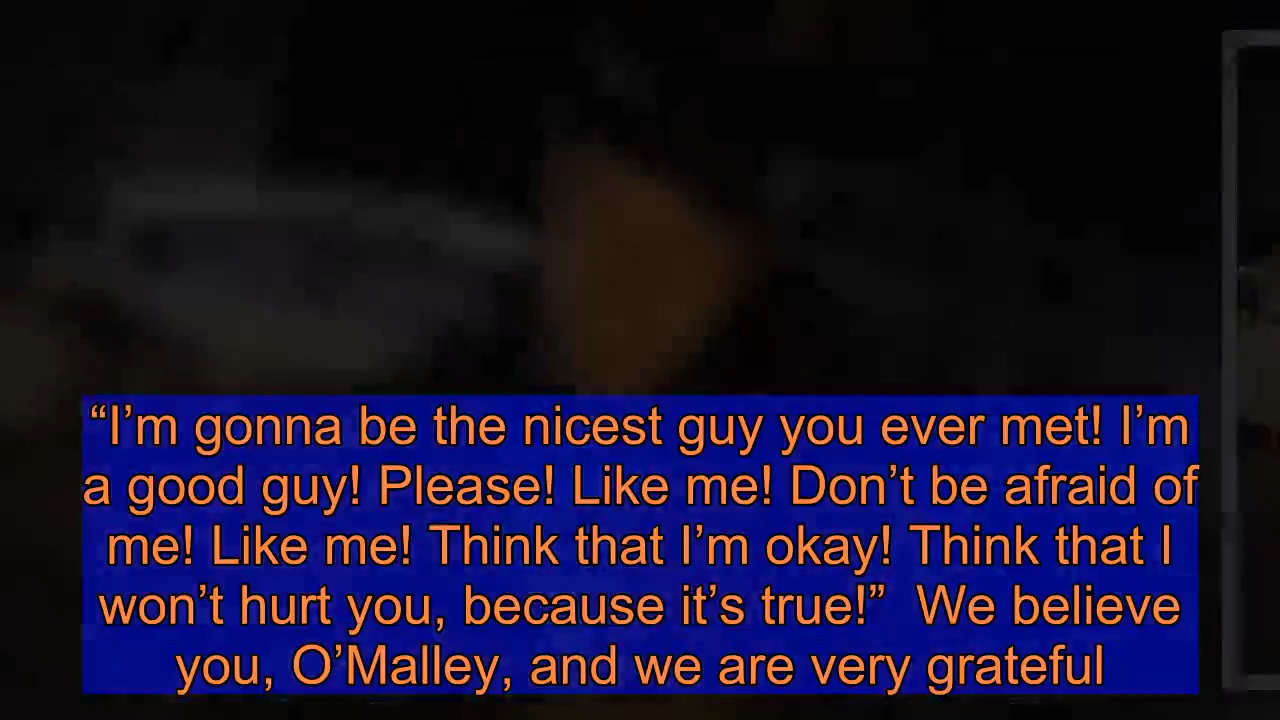 “I’m gonna be the nicest guy you ever met! I’m
a good guy! Please! Like me! Don’t be afraid of
me! Like me! Think that I’m okay! Think that I
won’t hurt you, because it’s true!”  We believe
you, O’Malley, and we are very grateful